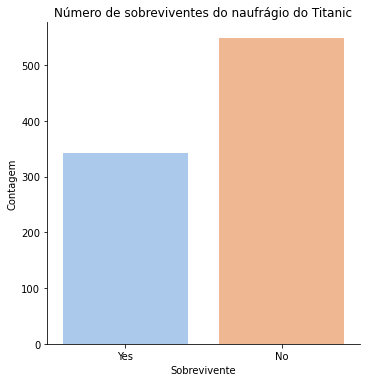 Número de sobreviventes do naufrágio do Titanic
500
400
300
200
100
0
Contagem
Yes
No
Sobrevivente